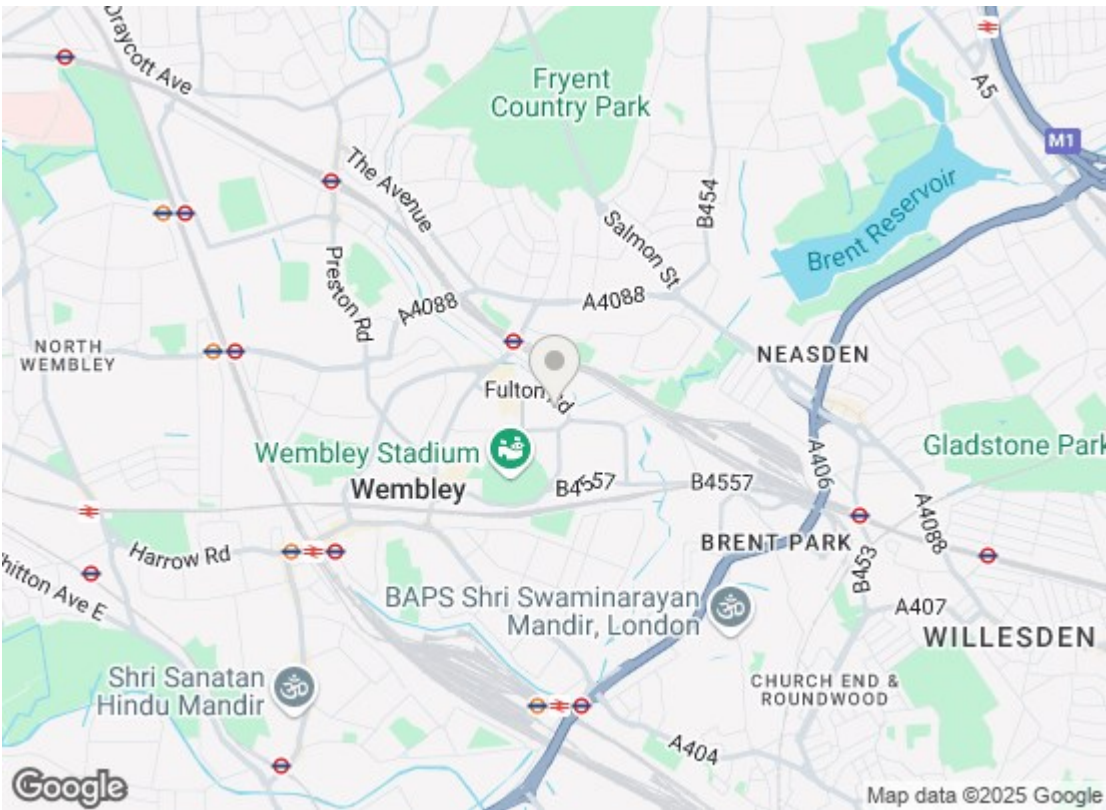 Draycott Ave
Fryent
Country Park
A5
M1
The Avenue
B454
Salmon St
Brent Reservoir
Preston Rd
A4088
A4088
NORTH
WEMBLEY
NEASDEN
Fulton Rd
Wembley Stadium
Wembley
B4557
B4557
A406
Gladstone Park
A4088
BRENT PARK
Harrow Rd
B453
Whitton Ave E
BAPS Shri Swaminarayan
Mandir, London
A407
WILLESDEN
Shri Sanatan
Hindu Mandir
CHURCH END &
ROUNDWOOD
A404
Google
Map data ©2025 Google